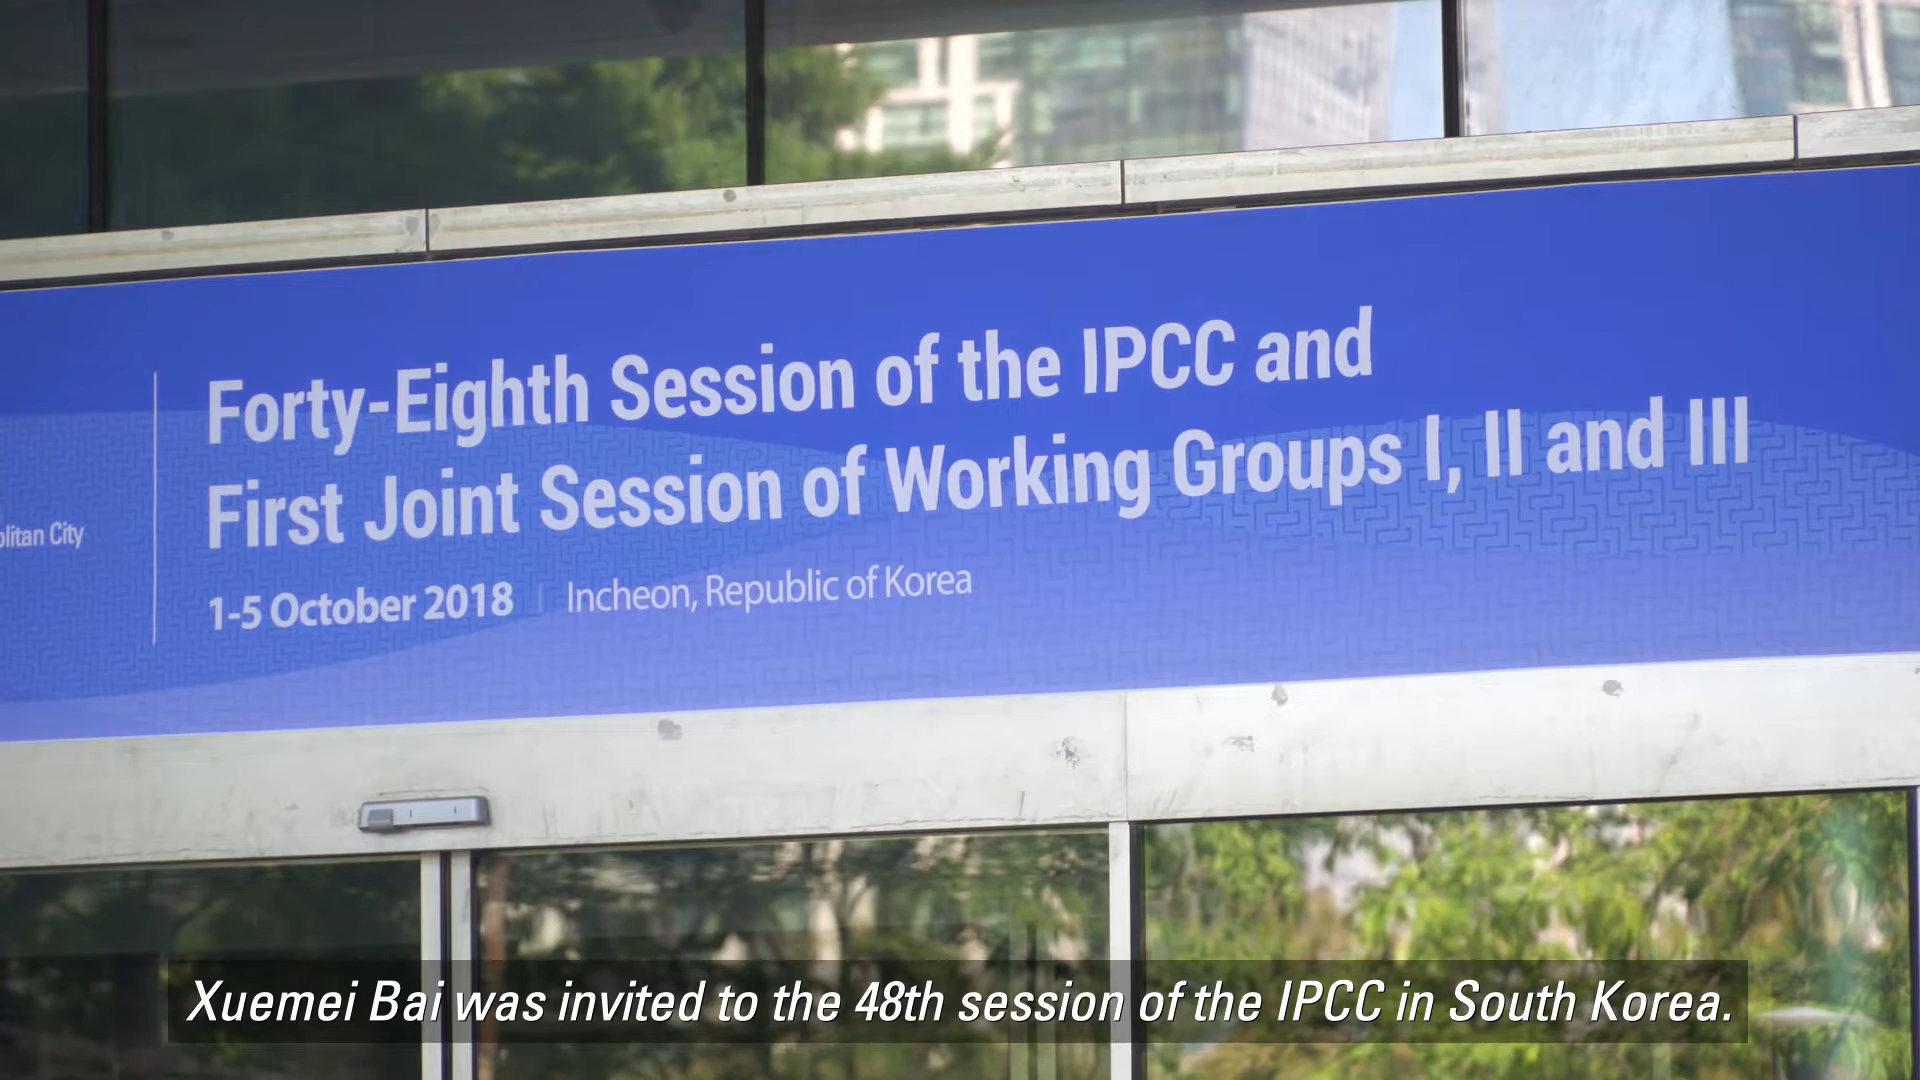 Forty-Eighth Session of the IPCC and
First Joint Session of Working Groups I, II and III
City
1-5 October 2018 | Incheon, Republic of Korea
Xuemei Bai was invited to the 48th session of the IPCC in South Korea.